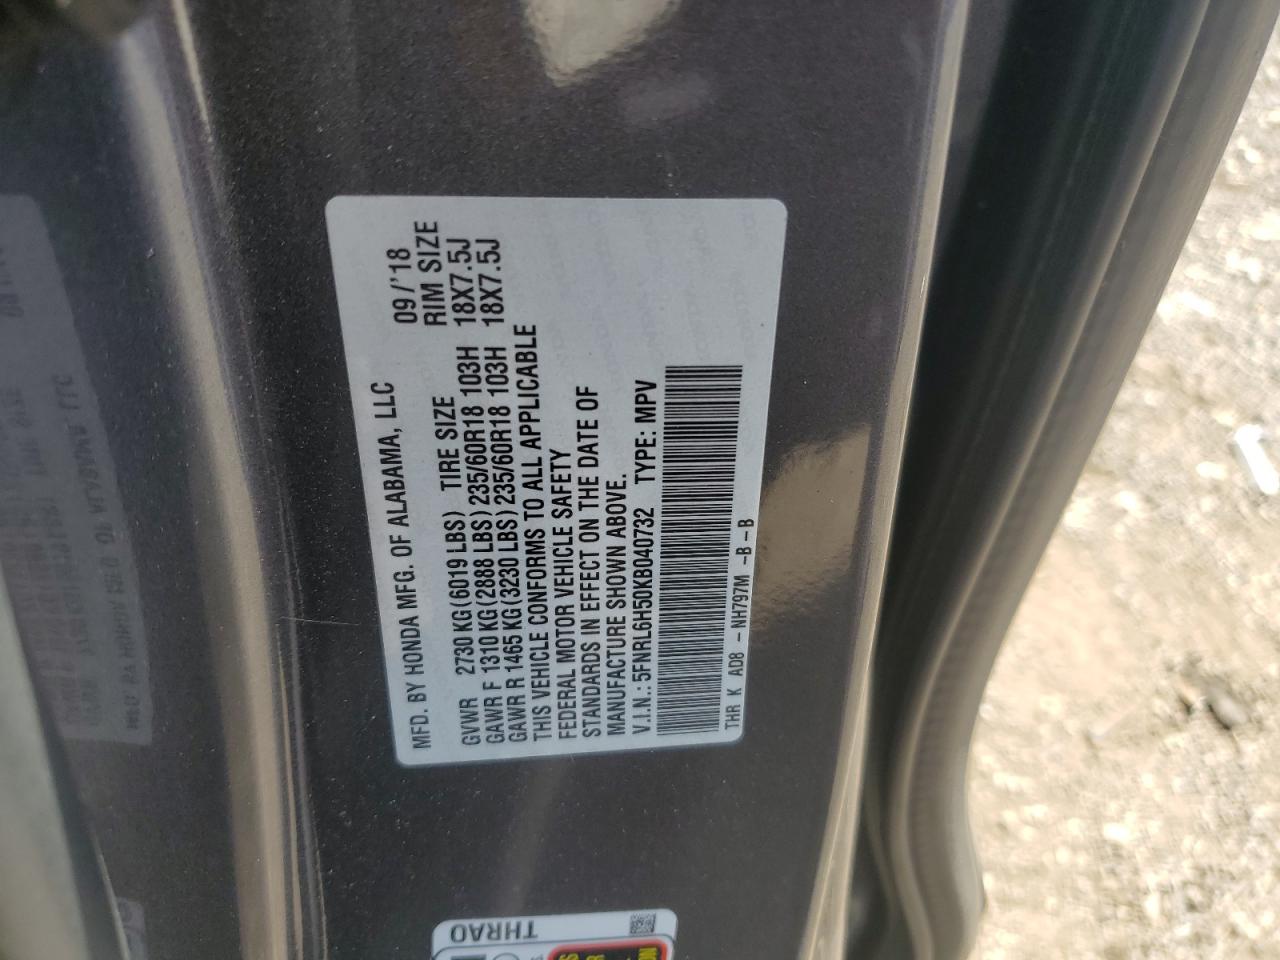 MFD. BY HONDA MFG. OF ALABAMA, LLC 09/'18
GVWR 2730 KG(6019 LBS) TIRE SIZE RIM SIZE
GAWR F 1310 KG(2888 LBS) 235/60R18 103H 18X7.5J
GAWR R 1465 KG(3230 LBS) 235/60R18 103H 18X7.5J
THIS VEHICLE CONFORMS TO ALL APPLICABLE
FEDERAL MOTOR VEHICLE SAFETY
STANDARDS IN EFFECT ON THE DATE OF
MANUFACTURE SHOWN ABOVE.
V.I.N.: 5FNRL6H50KB040732 TYPE: MPV
THR K AD8 -NH797M -B -B
THRAO